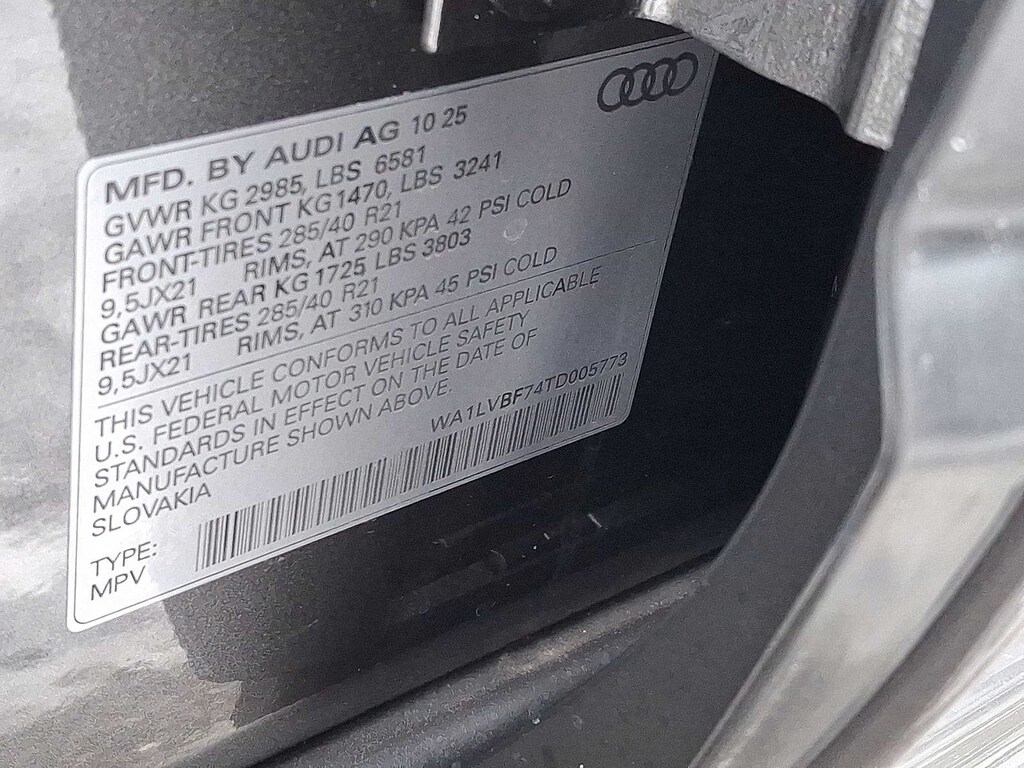 MFD. BY AUDI AG 10 25
GVWR KG 2985, LBS 6581
GAWR FRONT KG 1470, LBS 3241
FRONT-TIRES 285/40 R21
9,5JX21 RIMS, AT 290 KPA 42 PSI COLD
GAWR REAR KG 1725 LBS 3803
REAR-TIRES 285/40 R21
9,5JX21 RIMS, AT 310 KPA 45 PSI COLD
THIS VEHICLE CONFORMS TO ALL APPLICABLE
U.S. FEDERAL MOTOR VEHICLE SAFETY
STANDARDS IN EFFECT ON THE DATE OF
MANUFACTURE SHOWN ABOVE.
SLOVAKIA
WA1LVBF74TD005773
TYPE:
MPV